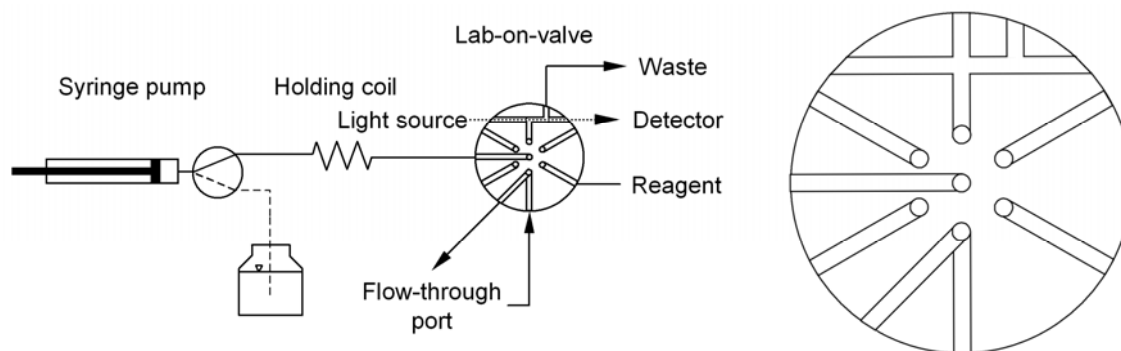 Lab-on-valve
Waste
Syringe pump
Holding coil
Light source
Detector
Reagent
Flow-through
port